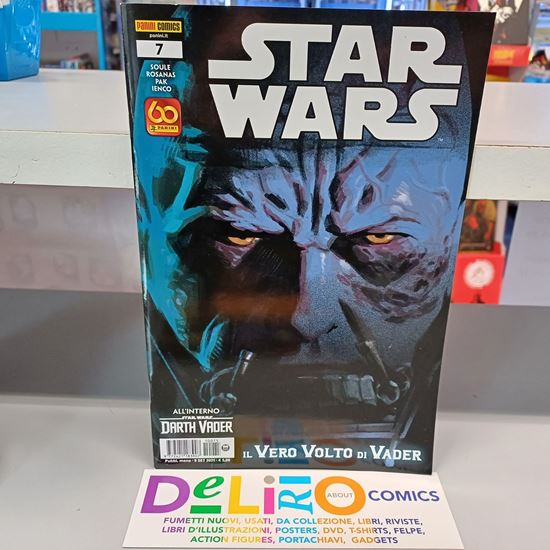 PANINI COMICS
panini.it
7
SOULE
ROSANAS
PAK
IENCO
60
PANINI
STAR
WARS
ALL'INTERNO
STAR WARS
DARTH VADER
IL VERO VOLTO DI VADER
DeLiRiO ABOUT COMICS
FUMETTI NUOVI, USATI, DA COLLEZIONE, LIBRI, RIVISTE,
LIBRI D'ILLUSTRAZIONI, POSTERS, DVD, T-SHIRTS, FELPE,
ACTION FIGURES, PORTACHIAVI, GADGETS